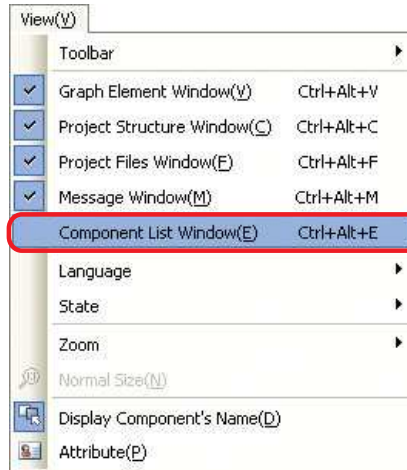 View(V)
Toolbar
Graph Element Window(V) Ctrl+Alt+V
Project Structure Window(C) Ctrl+Alt+C
Project Files Window(F) Ctrl+Alt+F
Message Window(M) Ctrl+Alt+M
Component List Window(E) Ctrl+Alt+E
Language
State
Zoom
Normal Size(N)
Display Component's Name(D)
Attribute(P)